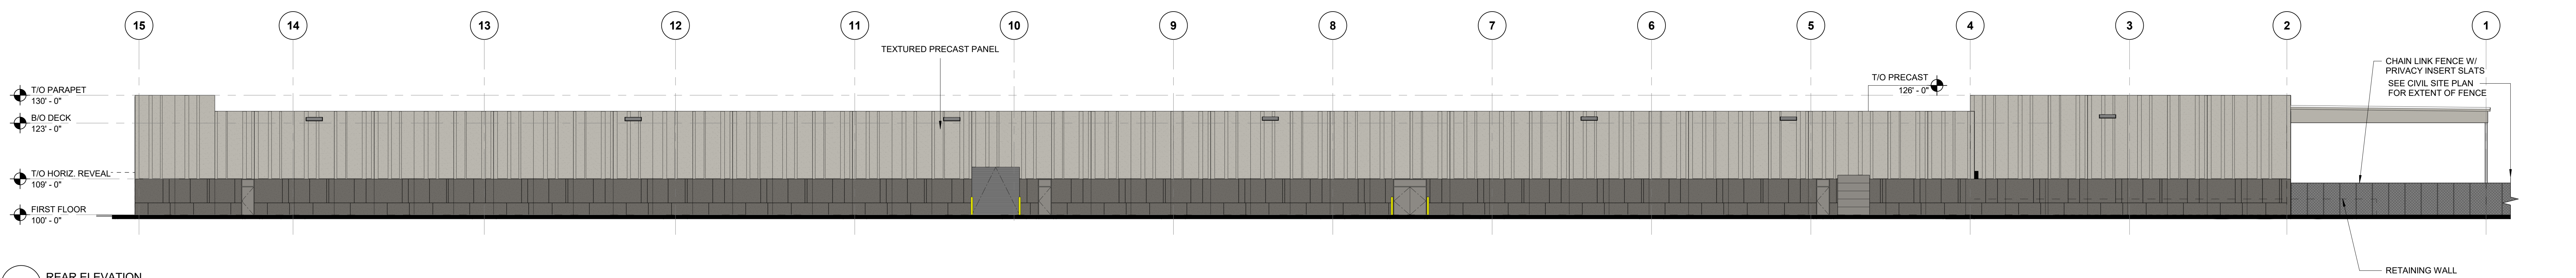 15 14 13 12 11 10 9 8 7 6 5 4 3 2 1
TEXTURED PRECAST PANEL
CHAIN LINK FENCE W/
PRIVACY INSERT SLATS
SEE CIVIL SITE PLAN
FOR EXTENT OF FENCE
T/O PRECAST
126' - 0"
T/O PARAPET
130' - 0"
B/O DECK
123' - 0"
T/O HORIZ. REVEAL
109' - 0"
FIRST FLOOR
100' - 0"
RETAINING WALL
REAR ELEVATION